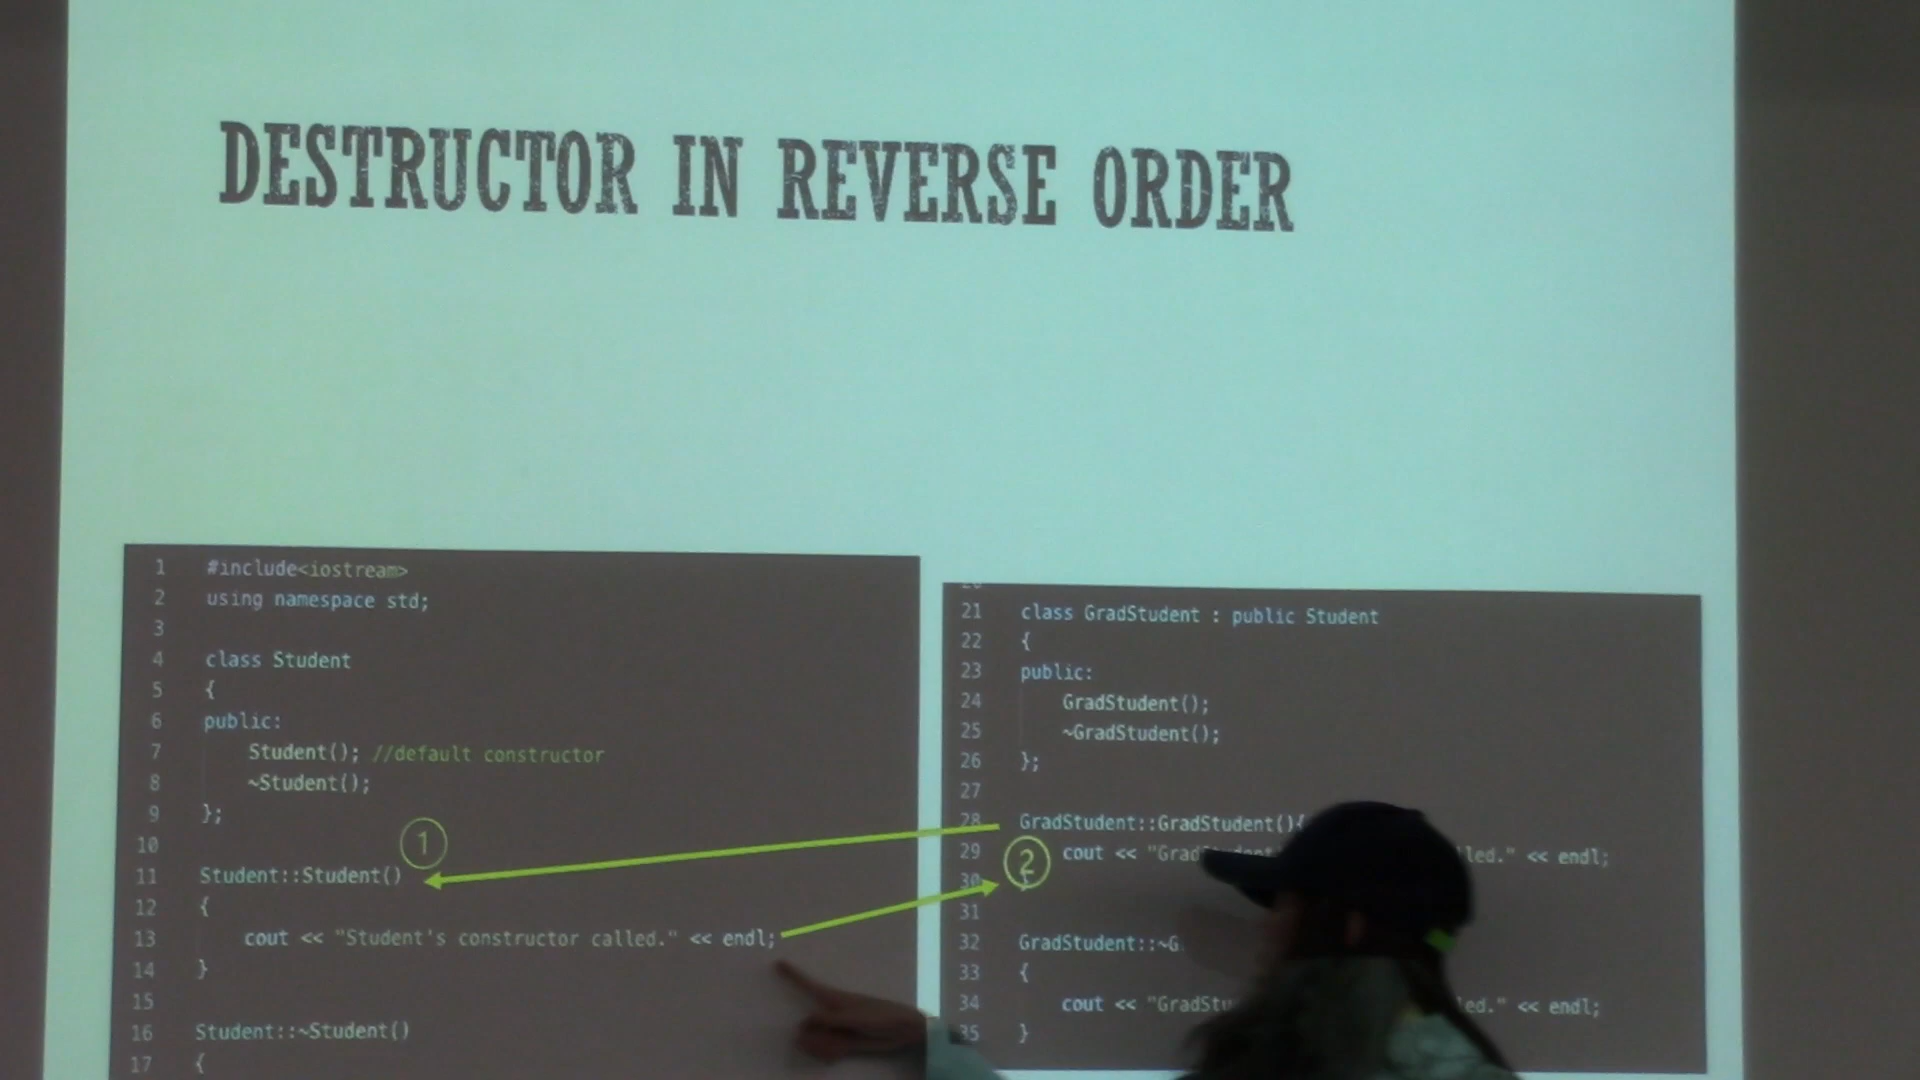 DESTRUCTOR IN REVERSE ORDER
1 #include<iostream>
2 using namespace std;
3
4 class Student
5 {
6 public:
7 Student(); //default constructor
8 ~Student();
9 };
10
11 Student::Student()
12 {
13 cout << "Student's constructor called." << endl;
14 }
15
16 Student::~Student()
17 {
1
21 class GradStudent : public Student
22 {
23 public:
24 GradStudent();
25 ~GradStudent();
26 };
27
28 GradStudent::GradStudent(){
29 cout << << endl;
30 }
31
32
33 {
34 cout << << endl;
35 }
2